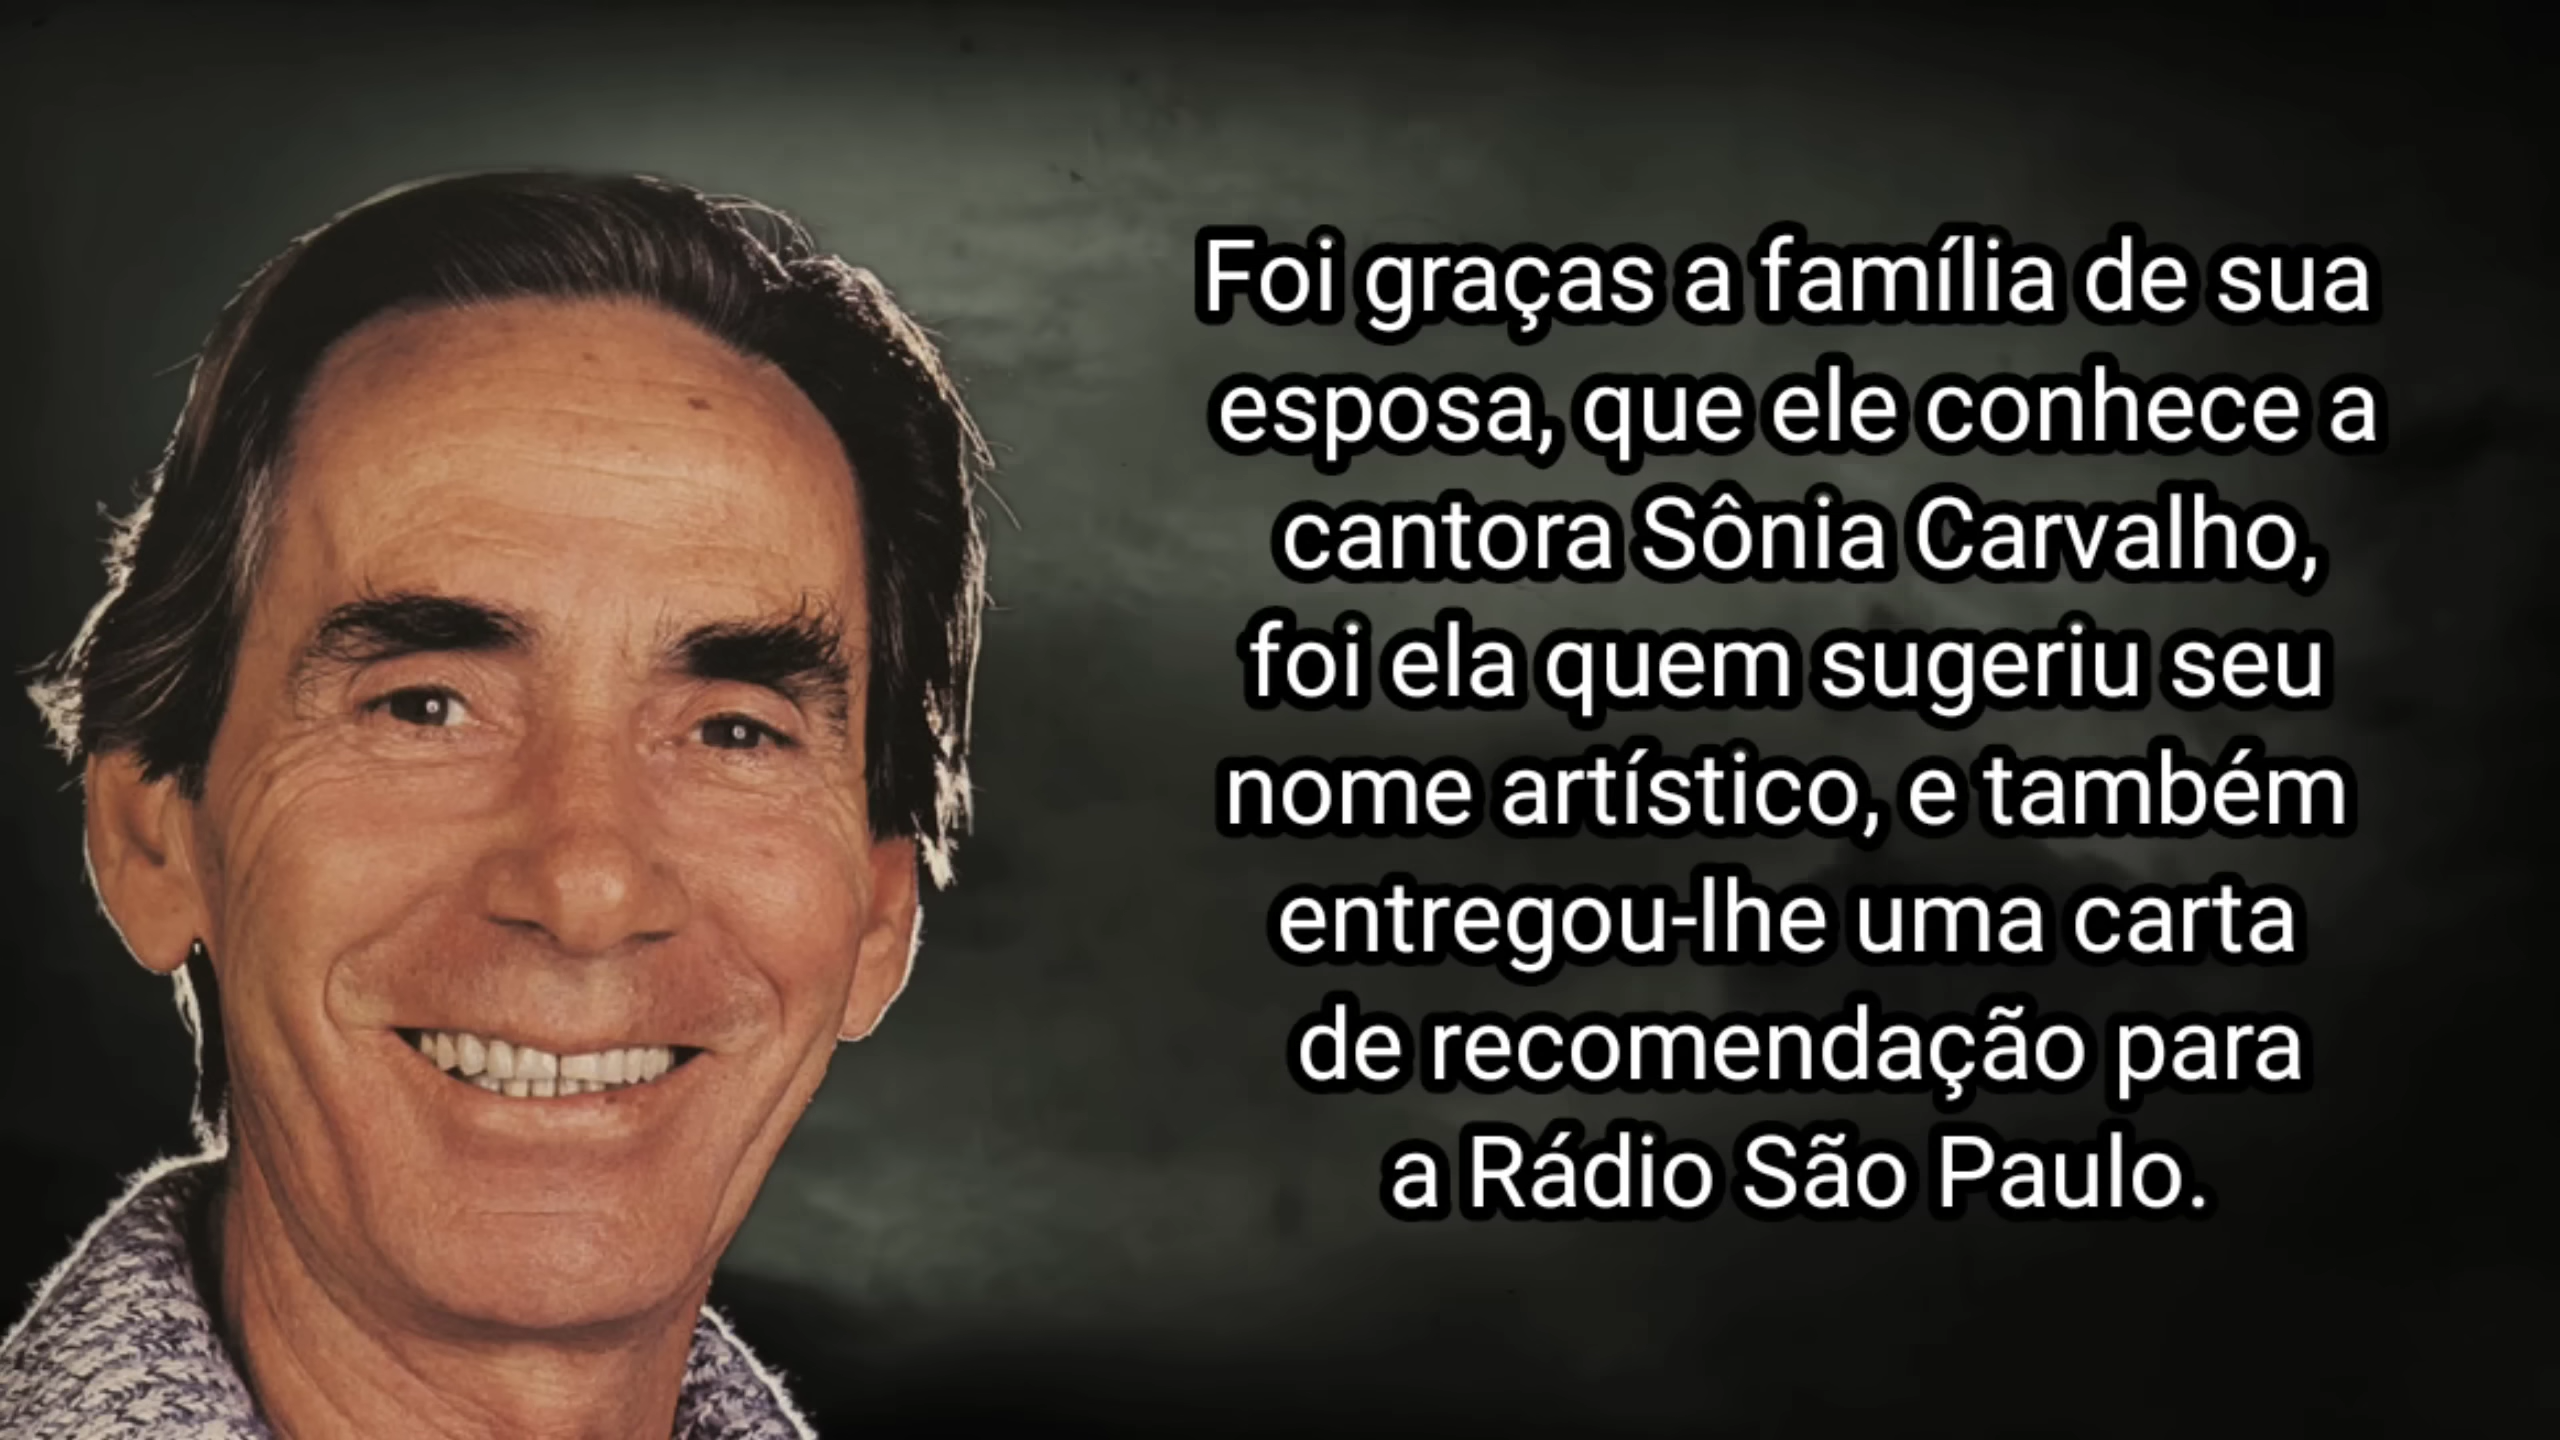 Foi graças a família de sua
esposa, que ele conhece a
cantora Sônia Carvalho,
foi ela quem sugeriu seu
nome artístico, e também
entregou-lhe uma carta
de recomendação para
a Rádio São Paulo.